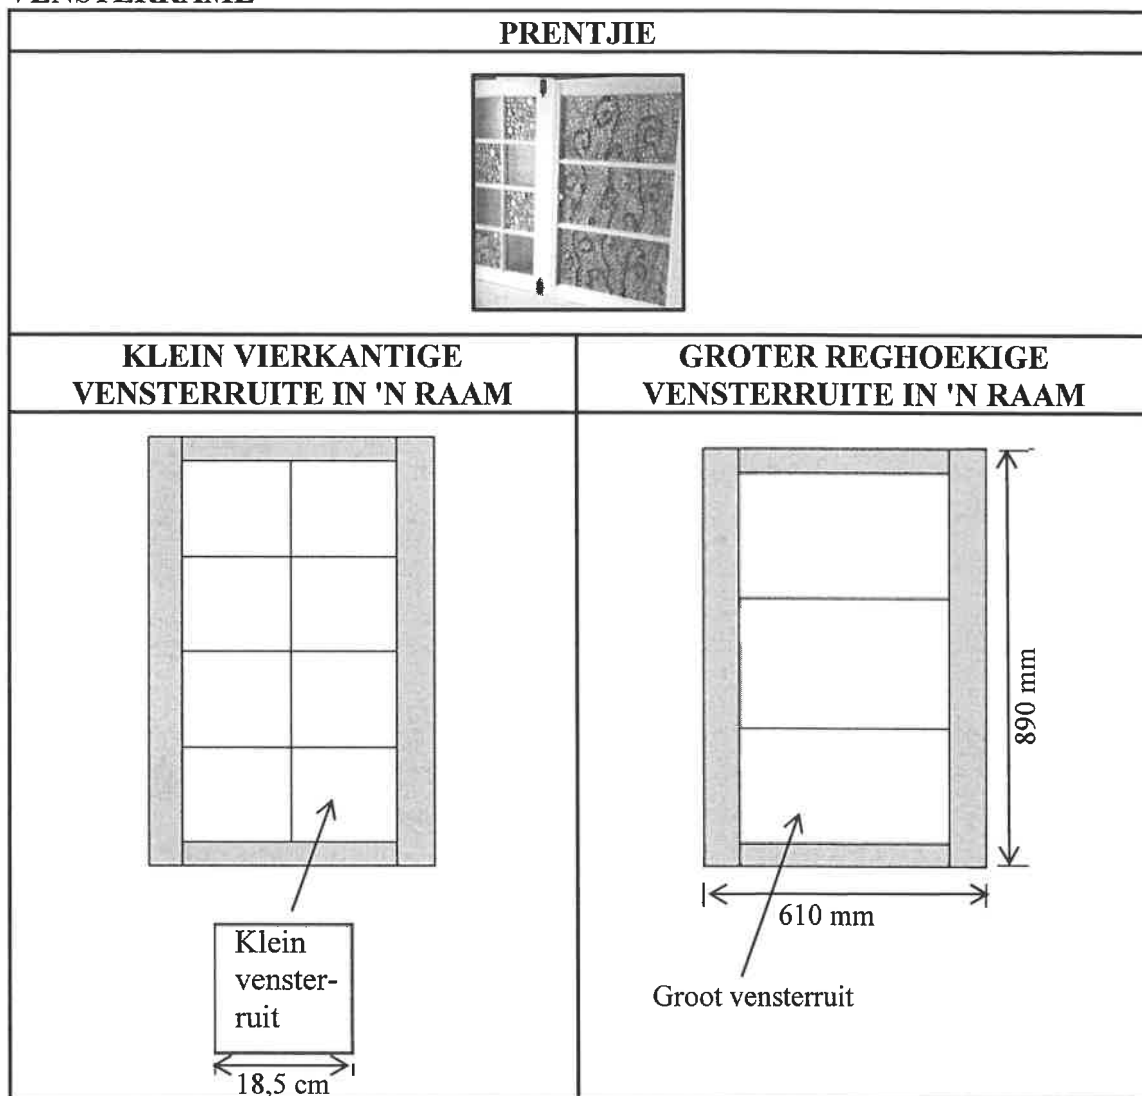 VENSTERRAME
PRENTJIE
KLEIN VIERKANTIGE
VENSTERRUITE IN 'N RAAM
GROTER REGHOEKIGE
VENSTERRUITE IN 'N RAAM
Klein
venster-
ruit
18,5 cm
890 mm
610 mm
Groot vensterruit